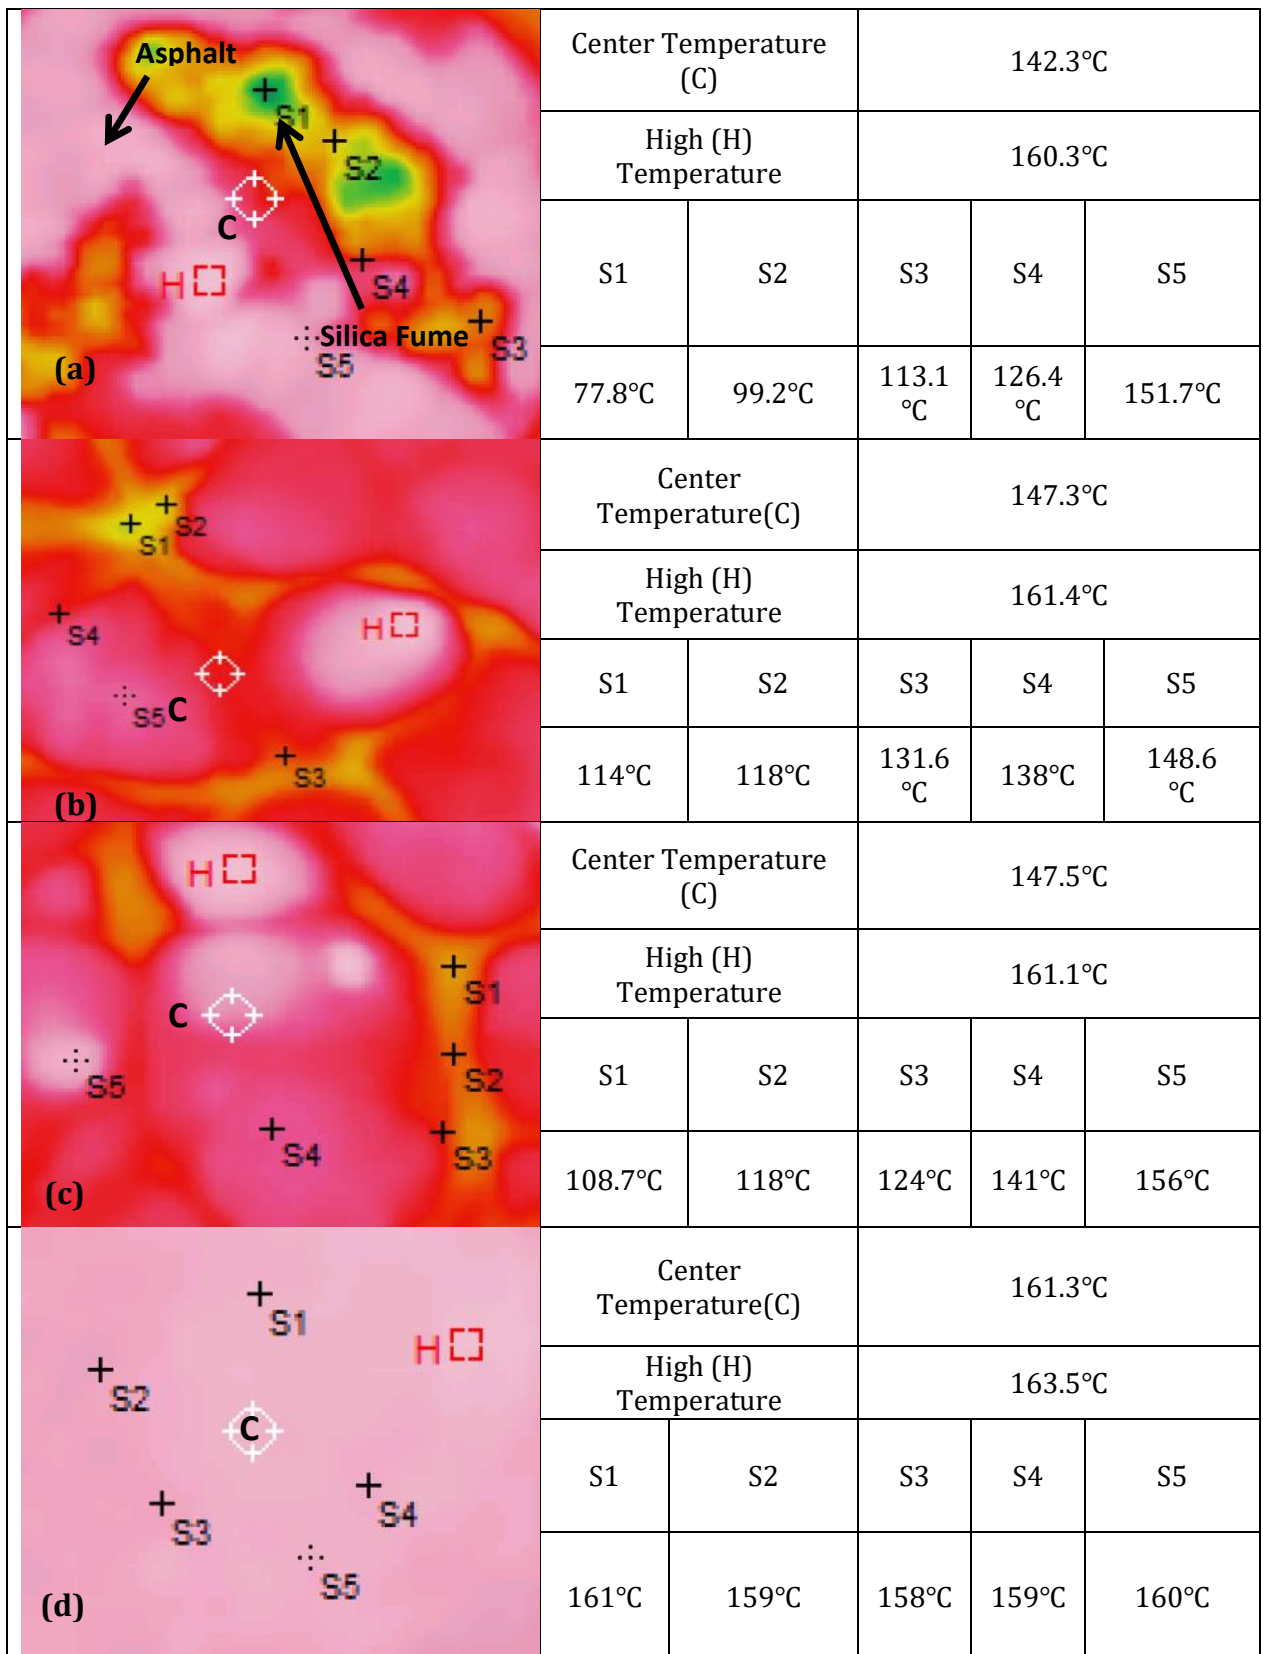 Asphalt
S1
S2
C
H
S4
Silica Fume
S3
S5
(a)
Center Temperature
(C)
142.3°C
High (H)
Temperature
160.3°C
S1 S2 S3 S4 S5
77.8°C 99.2°C 113.1
°C 126.4
°C 151.7°C
S2
S1
H
S4
S5
C
S3
(b)
Center
Temperature(C)
147.3°C
High (H)
Temperature
161.4°C
S1 S2 S3 S4 S5
114°C 118°C 131.6
°C 138°C 148.6
°C
H
S1
C
S2
S5
S4
S3
(c)
Center Temperature
(C)
147.5°C
High (H)
Temperature
161.1°C
S1 S2 S3 S4 S5
108.7°C 118°C 124°C 141°C 156°C
S1
H
S2
C
S4
S3
S5
(d)
Center
Temperature(C)
161.3°C
High (H)
Temperature
163.5°C
S1 S2 S3 S4 S5
161°C 159°C 158°C 159°C 160°C